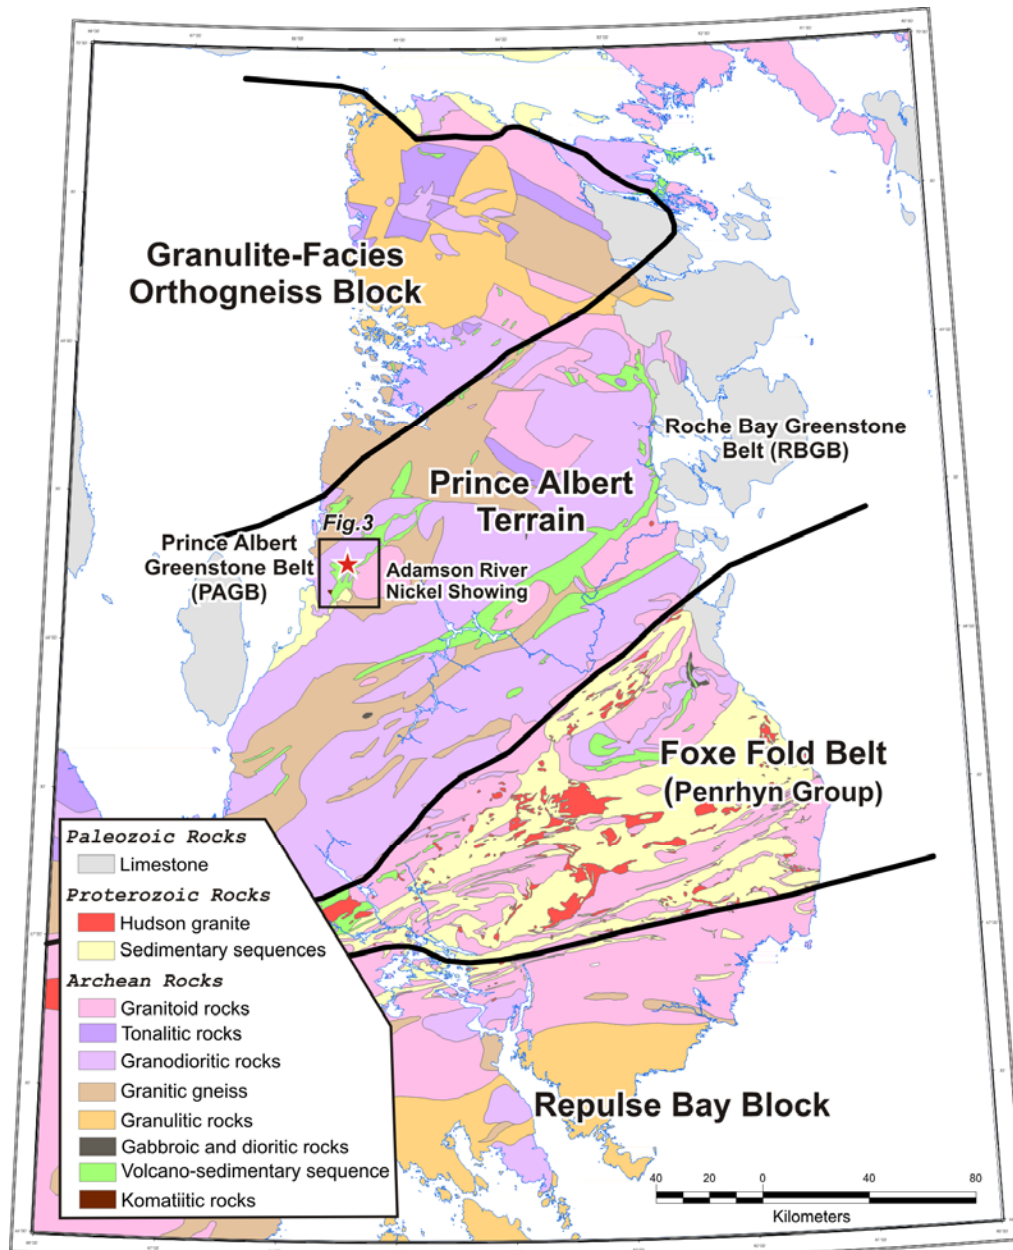 Granulite-Facies
Orthogneiss Block
Roche Bay Greenstone
Belt (RBGB)
Prince Albert
Terrain
Fig.3
Prince Albert
Greenstone Belt
(PAGB)
Adamson River
Nickel Showing
Foxe Fold Belt
(Penrhyn Group)
Paleozoic Rocks
Limestone
Proterozoic Rocks
Hudson granite
Sedimentary sequences
Archean Rocks
Granitoid rocks
Tonalitic rocks
Granodioritic rocks
Granitic gneiss
Granulitic rocks
Gabbroic and dioritic rocks
Volcano-sedimentary sequence
Komatiitic rocks
Repulse Bay Block
40 20 0 40 80
Kilometers